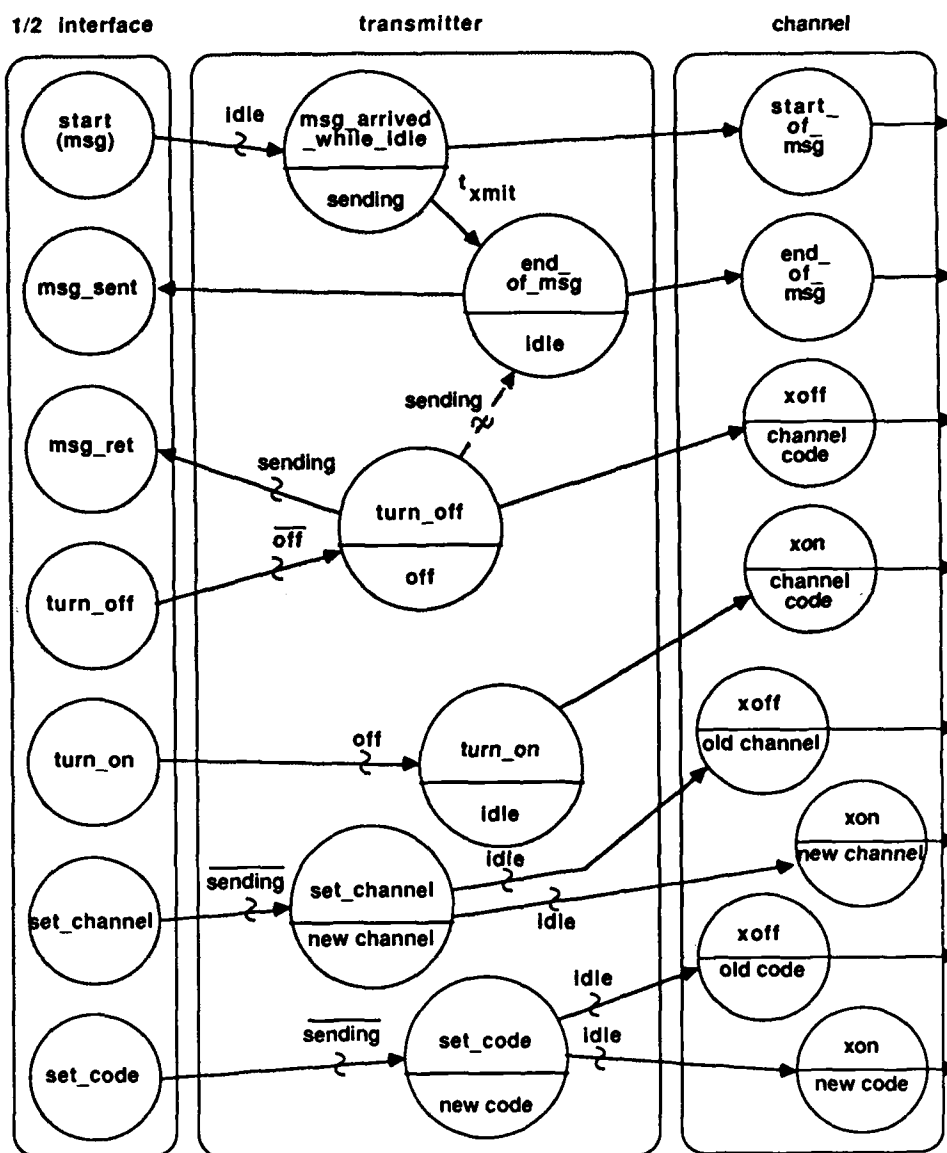 1/2 interface
transmitter
channel
start
(msg)
idle
msg_arrived
_while_idle
sending
start_
of_
msg
t xmit
msg_sent
end_
of_msg
idle
end_
of_
msg
sending
msg_ret
sending
turn_off
off
xoff
channel
code
turn_off
off
xon
channel
code
turn_on
off
turn_on
idle
xoff
old channel
set_channel
sending
set_channel
new channel
idle
idle
xon
new channel
xoff
old code
set_code
sending
set_code
new code
idle
idle
xon
new code